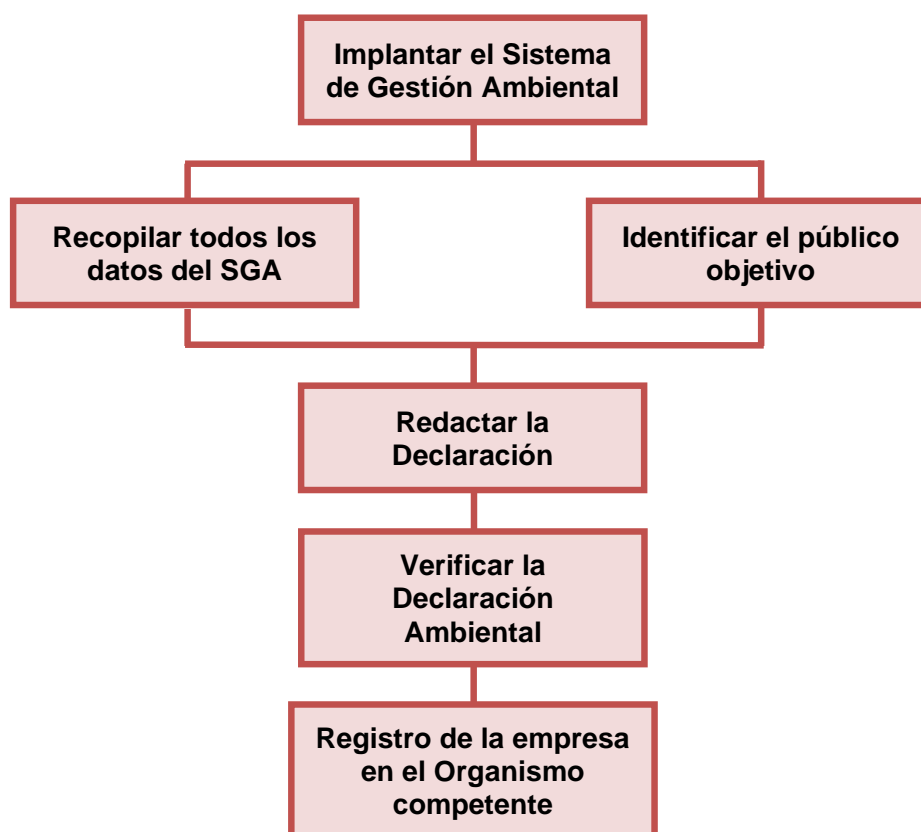 Implantar el Sistema
de Gestión Ambiental
Recopilar todos los
datos del SGA
Identificar el público
objetivo
Redactar la
Declaración
Verificar la
Declaración
Ambiental
Registro de la empresa
en el Organismo
competente